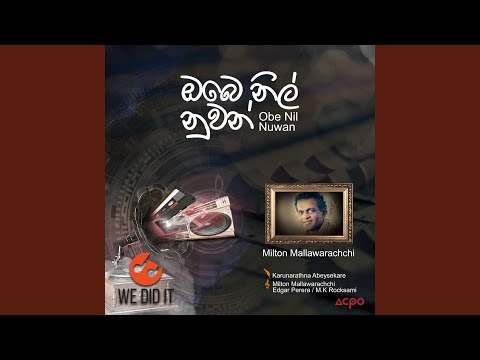 ඔබෙ නිල්
නුවන්
Obe Nil
Nuwan
Milton Mallawarachchi
Karunarathna Abeysekare
Milton Mallawarachchi
Edgar Perera / M.K Rocksami
WE DID IT
ACPO